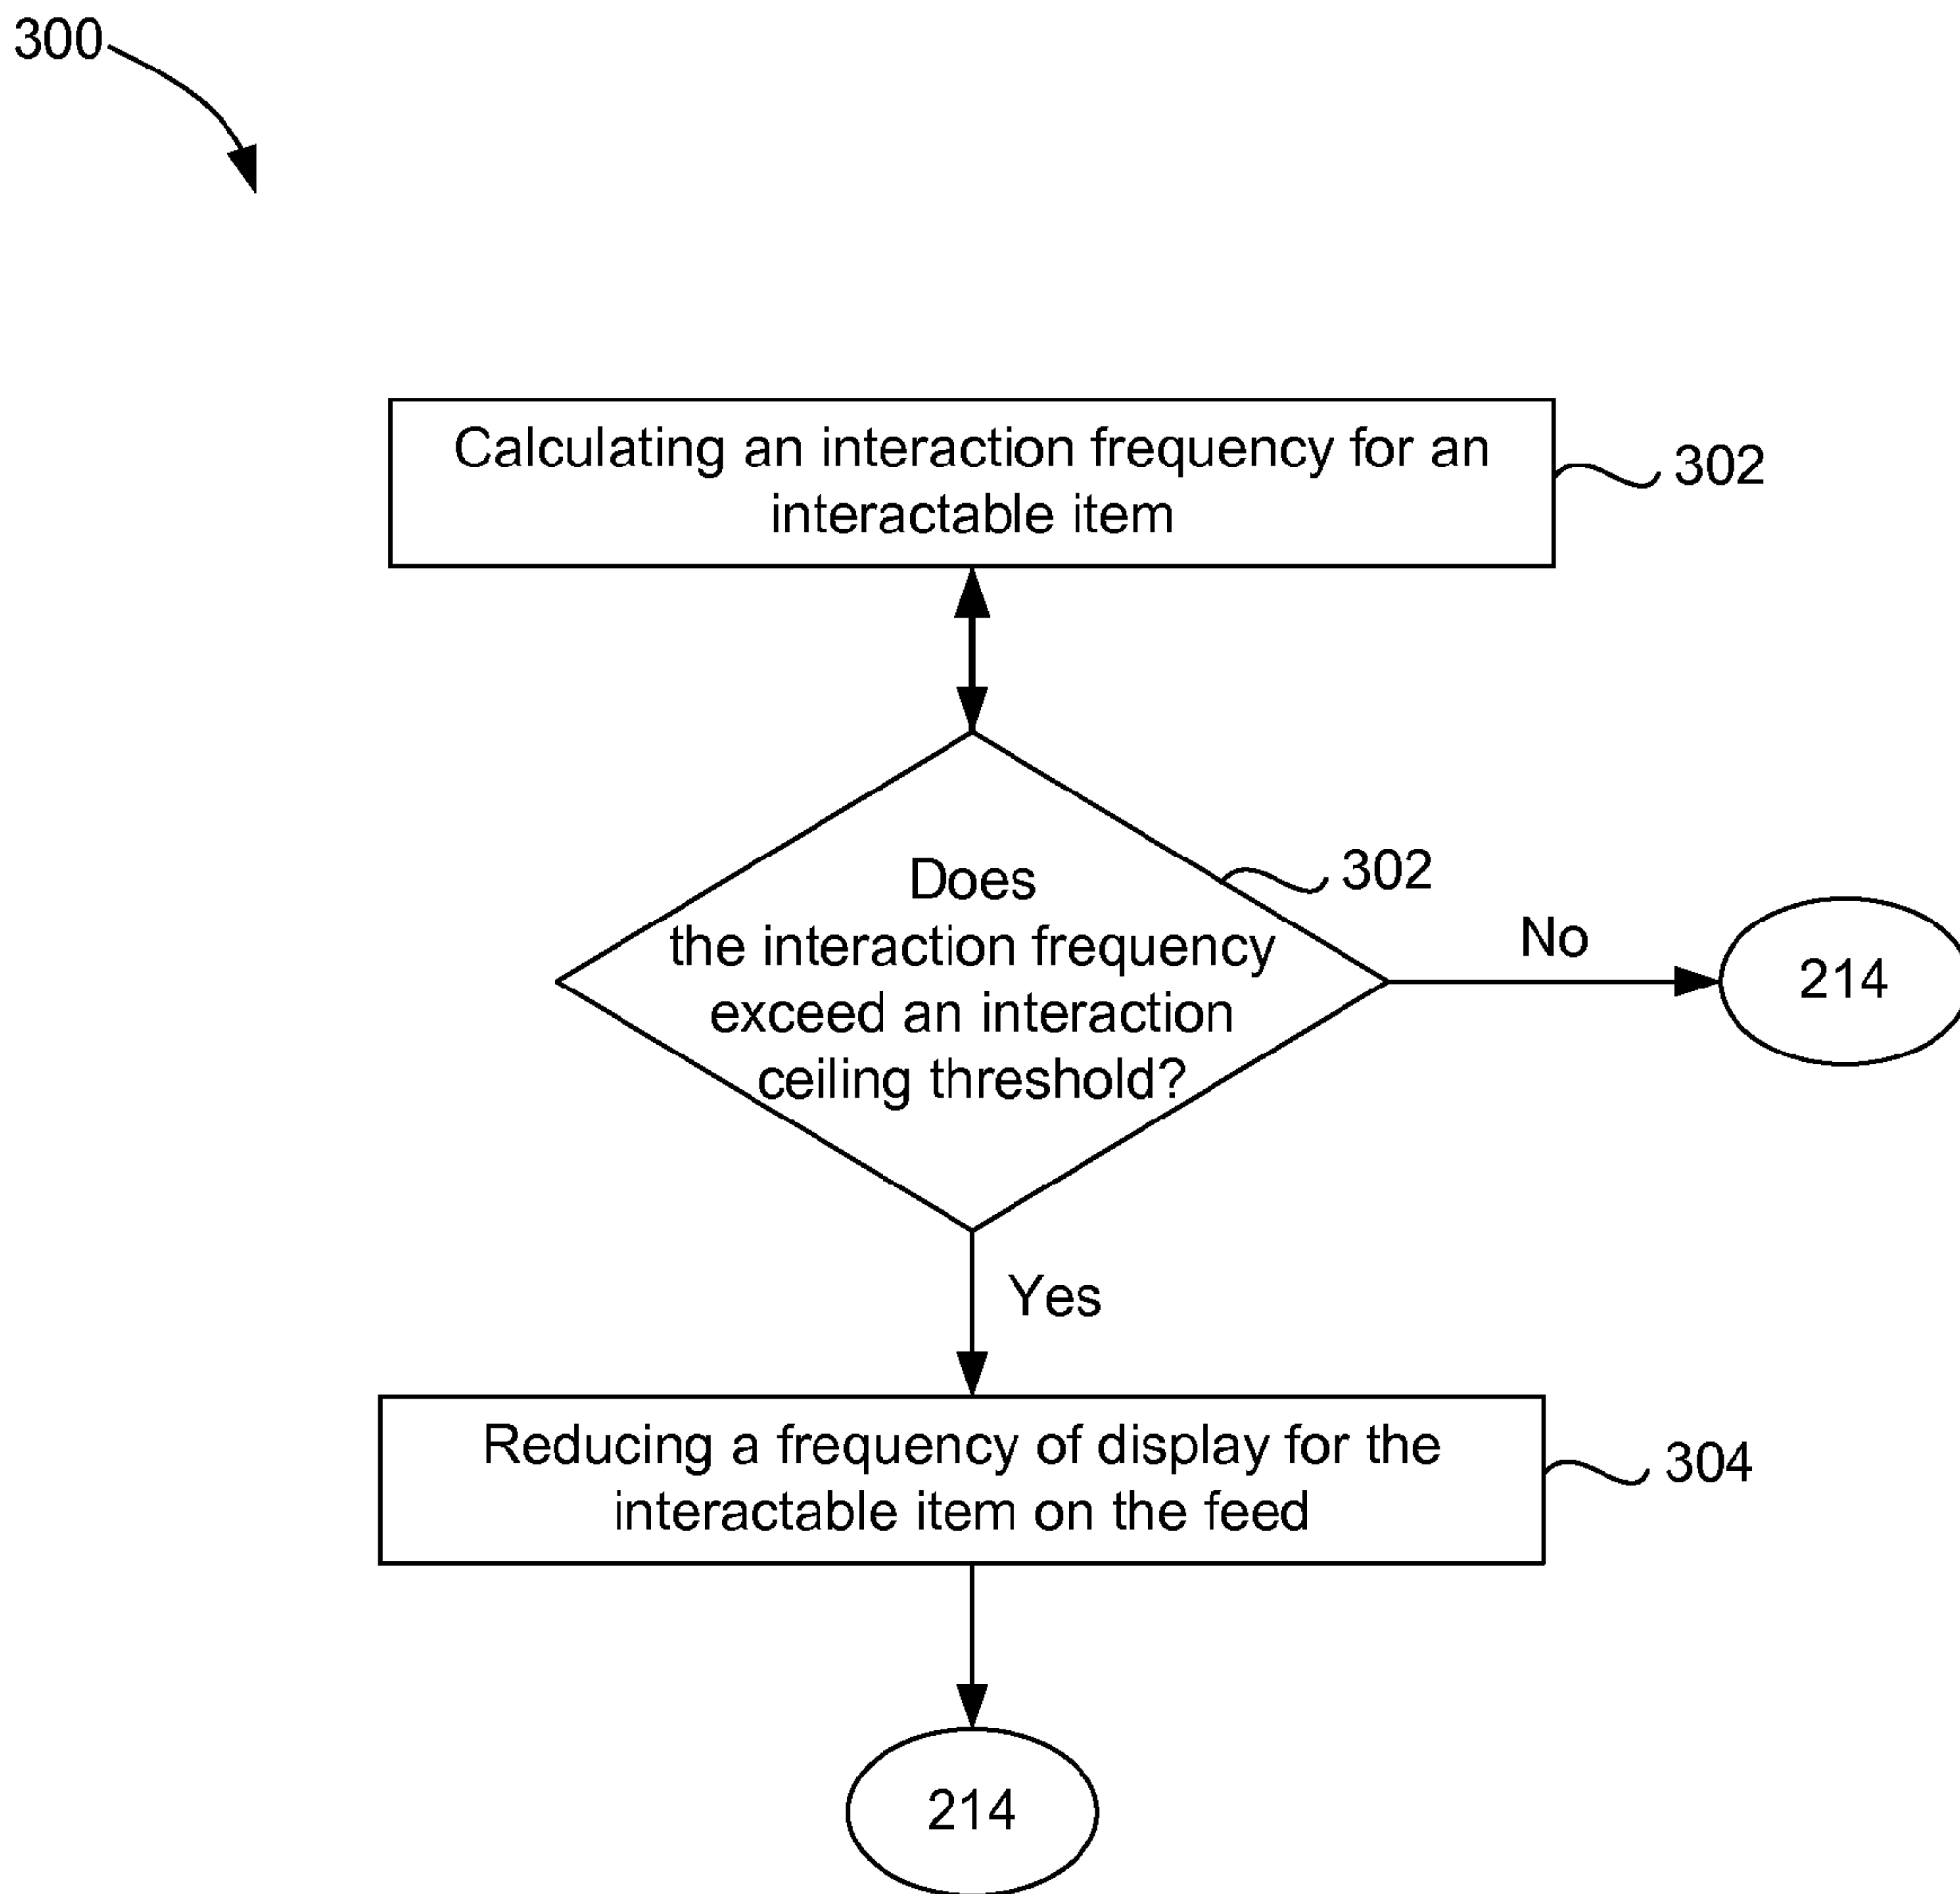 300
Calculating an interaction frequency for an
interactable item
302
Does
the interaction frequency
exceed an interaction
ceiling threshold?
302
No
214
Yes
Reducing a frequency of display for the
interactable item on the feed
304
214